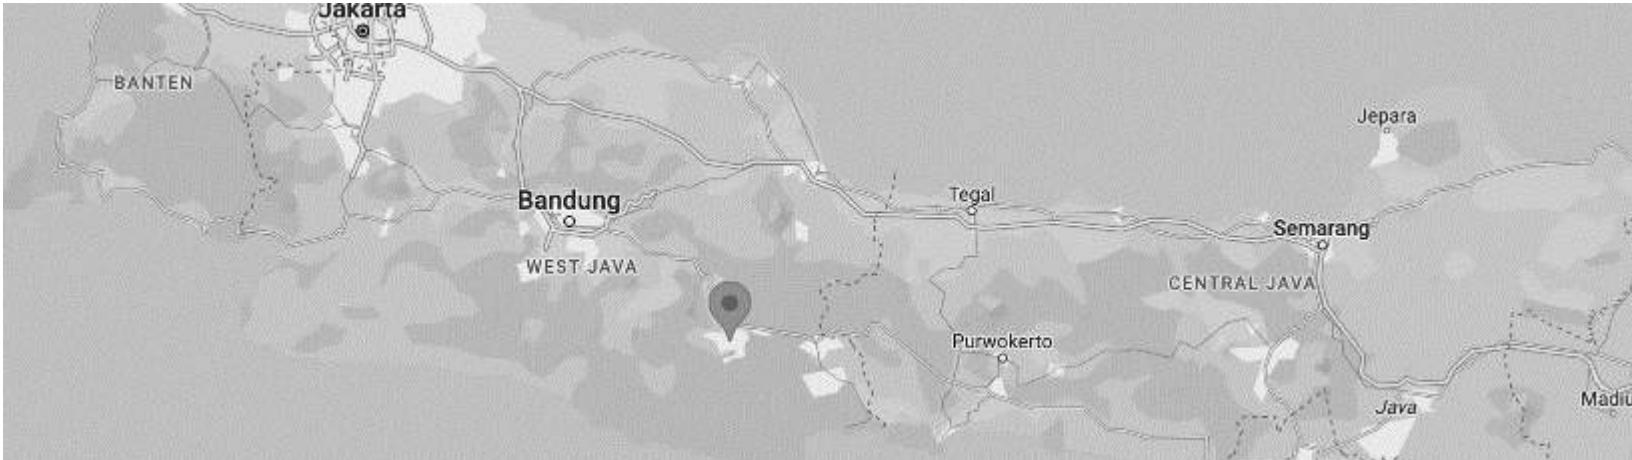 Jakarta
BANTEN
Jepara
Bandung
Tegal
Semarang
WEST JAVA
CENTRAL JAVA
Purwokerto
Java
Madiu